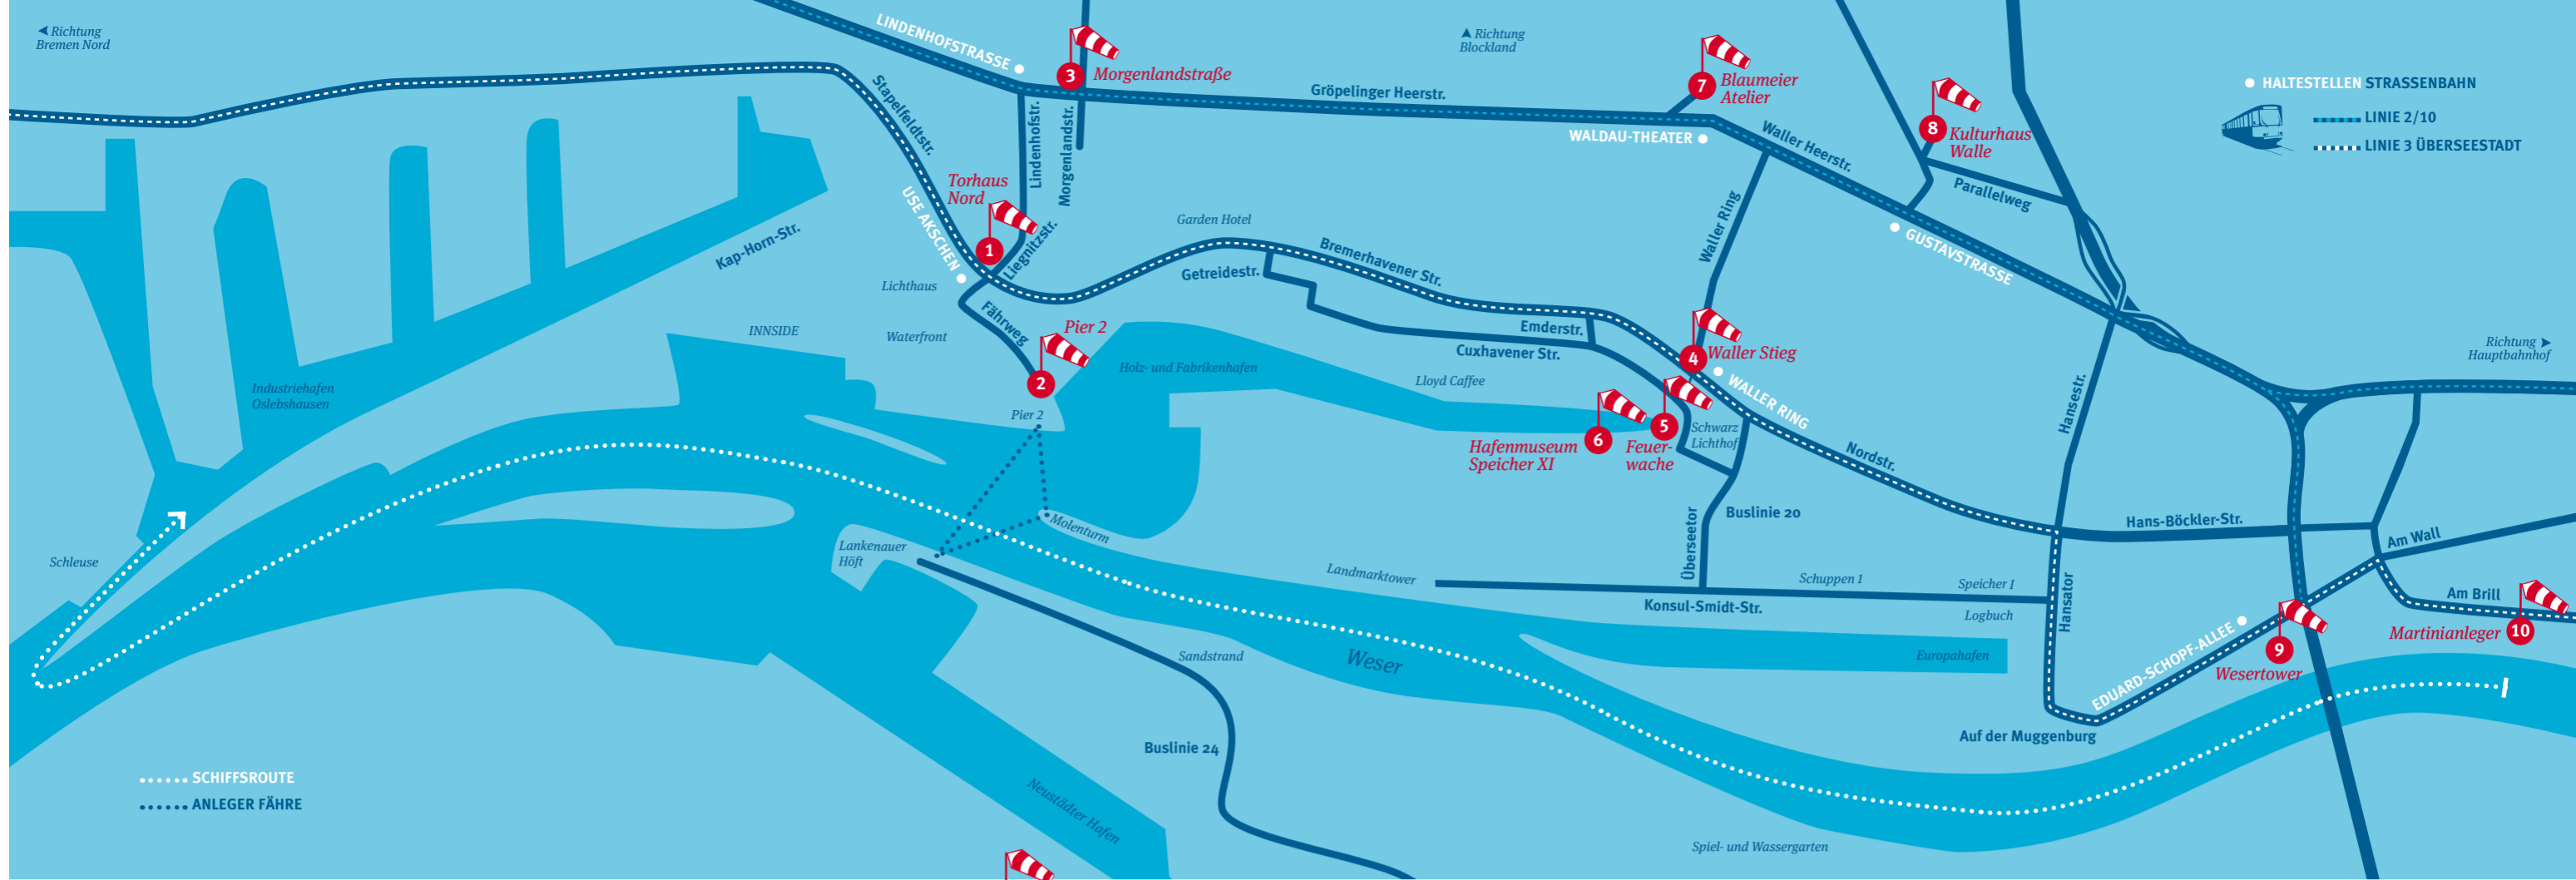 Richtung
Bremen Nord
LINDENHOFSTRASSE
3
Morgenlandstraße
Richtung
Blockland
7
Blaumeier
Atelier
HALTESTELLEN STRASSENBAHN
LINIE 2/10
LINIE 3 ÜBERSEESTADT
Gröpelinger Heerstr.
WALDAU-THEATER
Waller Heerstr.
8
Kulturhaus
Walle
Parallelweg
GUSTAVSTRASSE
Stapelfeldtstr.
Lindenhofstr.
Morgenlandstr.
Torhaus
Nord
1
USE AKSCHEN
Liegnitzstr.
Kap-Horn-Str.
Garden Hotel
Getreidestr.
Bremerhavener Str.
Waller Ring
Lichthaus
Fährweg
INNSIDE
Waterfront
Pier 2
2
Pier 2
Holz- und Fabrikenhafen
Emderstr.
Cuxhavener Str.
Lloyd Caffee
4
Waller Stieg
WALLER RING
Richtung
Hauptbahnhof
Industriehafen
Oslebshausen
Hafenmuseum
Speicher XI
6
5
Feuer-
wache
Schwarz
Lichthof
Nordstr.
Hansestr.
Buslinie 20
Überseetor
Hans-Böckler-Str.
Am Wall
Molenturm
Lankenauer
Höft
Schleuse
Landmarktower
Schuppen 1
Speicher I
Konsul-Smidt-Str.
Logbuch
Hansator
Am Brill
Martinianleger
10
EDUARD-SCHOPF-ALLEE
9
Wesertower
Europahafen
Sandstrand
Weser
Auf der Muggenburg
Buslinie 24
SCHIFFSROUTE
ANLEGER FÄHRE
Neustädter Hafen
Spiel- und Wassergarten